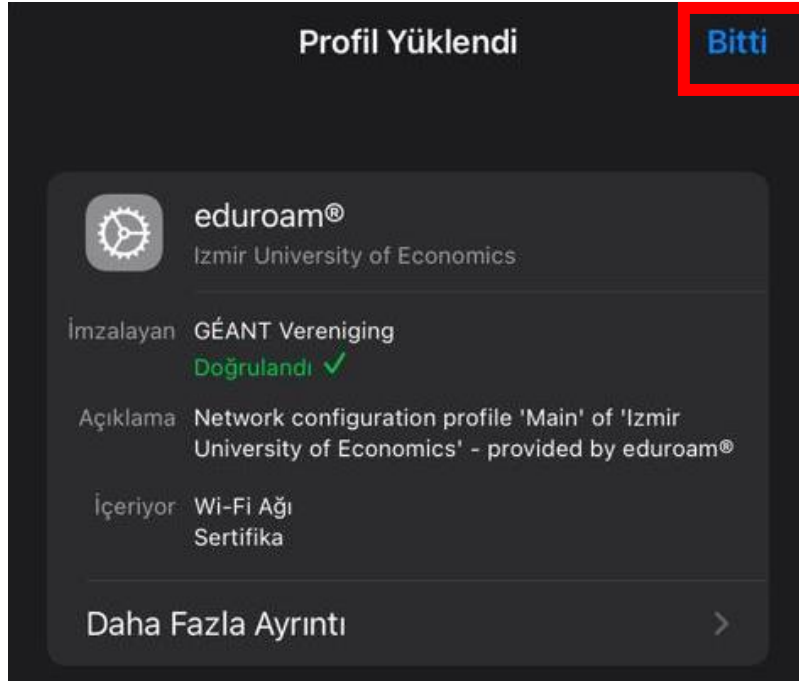 Profil Yüklendi
Bitti
eduroam®
Izmir University of Economics
İmzalayan GÉANT Vereniging
Doğrulandı ✓
Açıklama Network configuration profile 'Main' of 'Izmir
University of Economics' - provided by eduroam®
İçeriyor Wi-Fi Ağı
Sertifika
Daha Fazla Ayrıntı